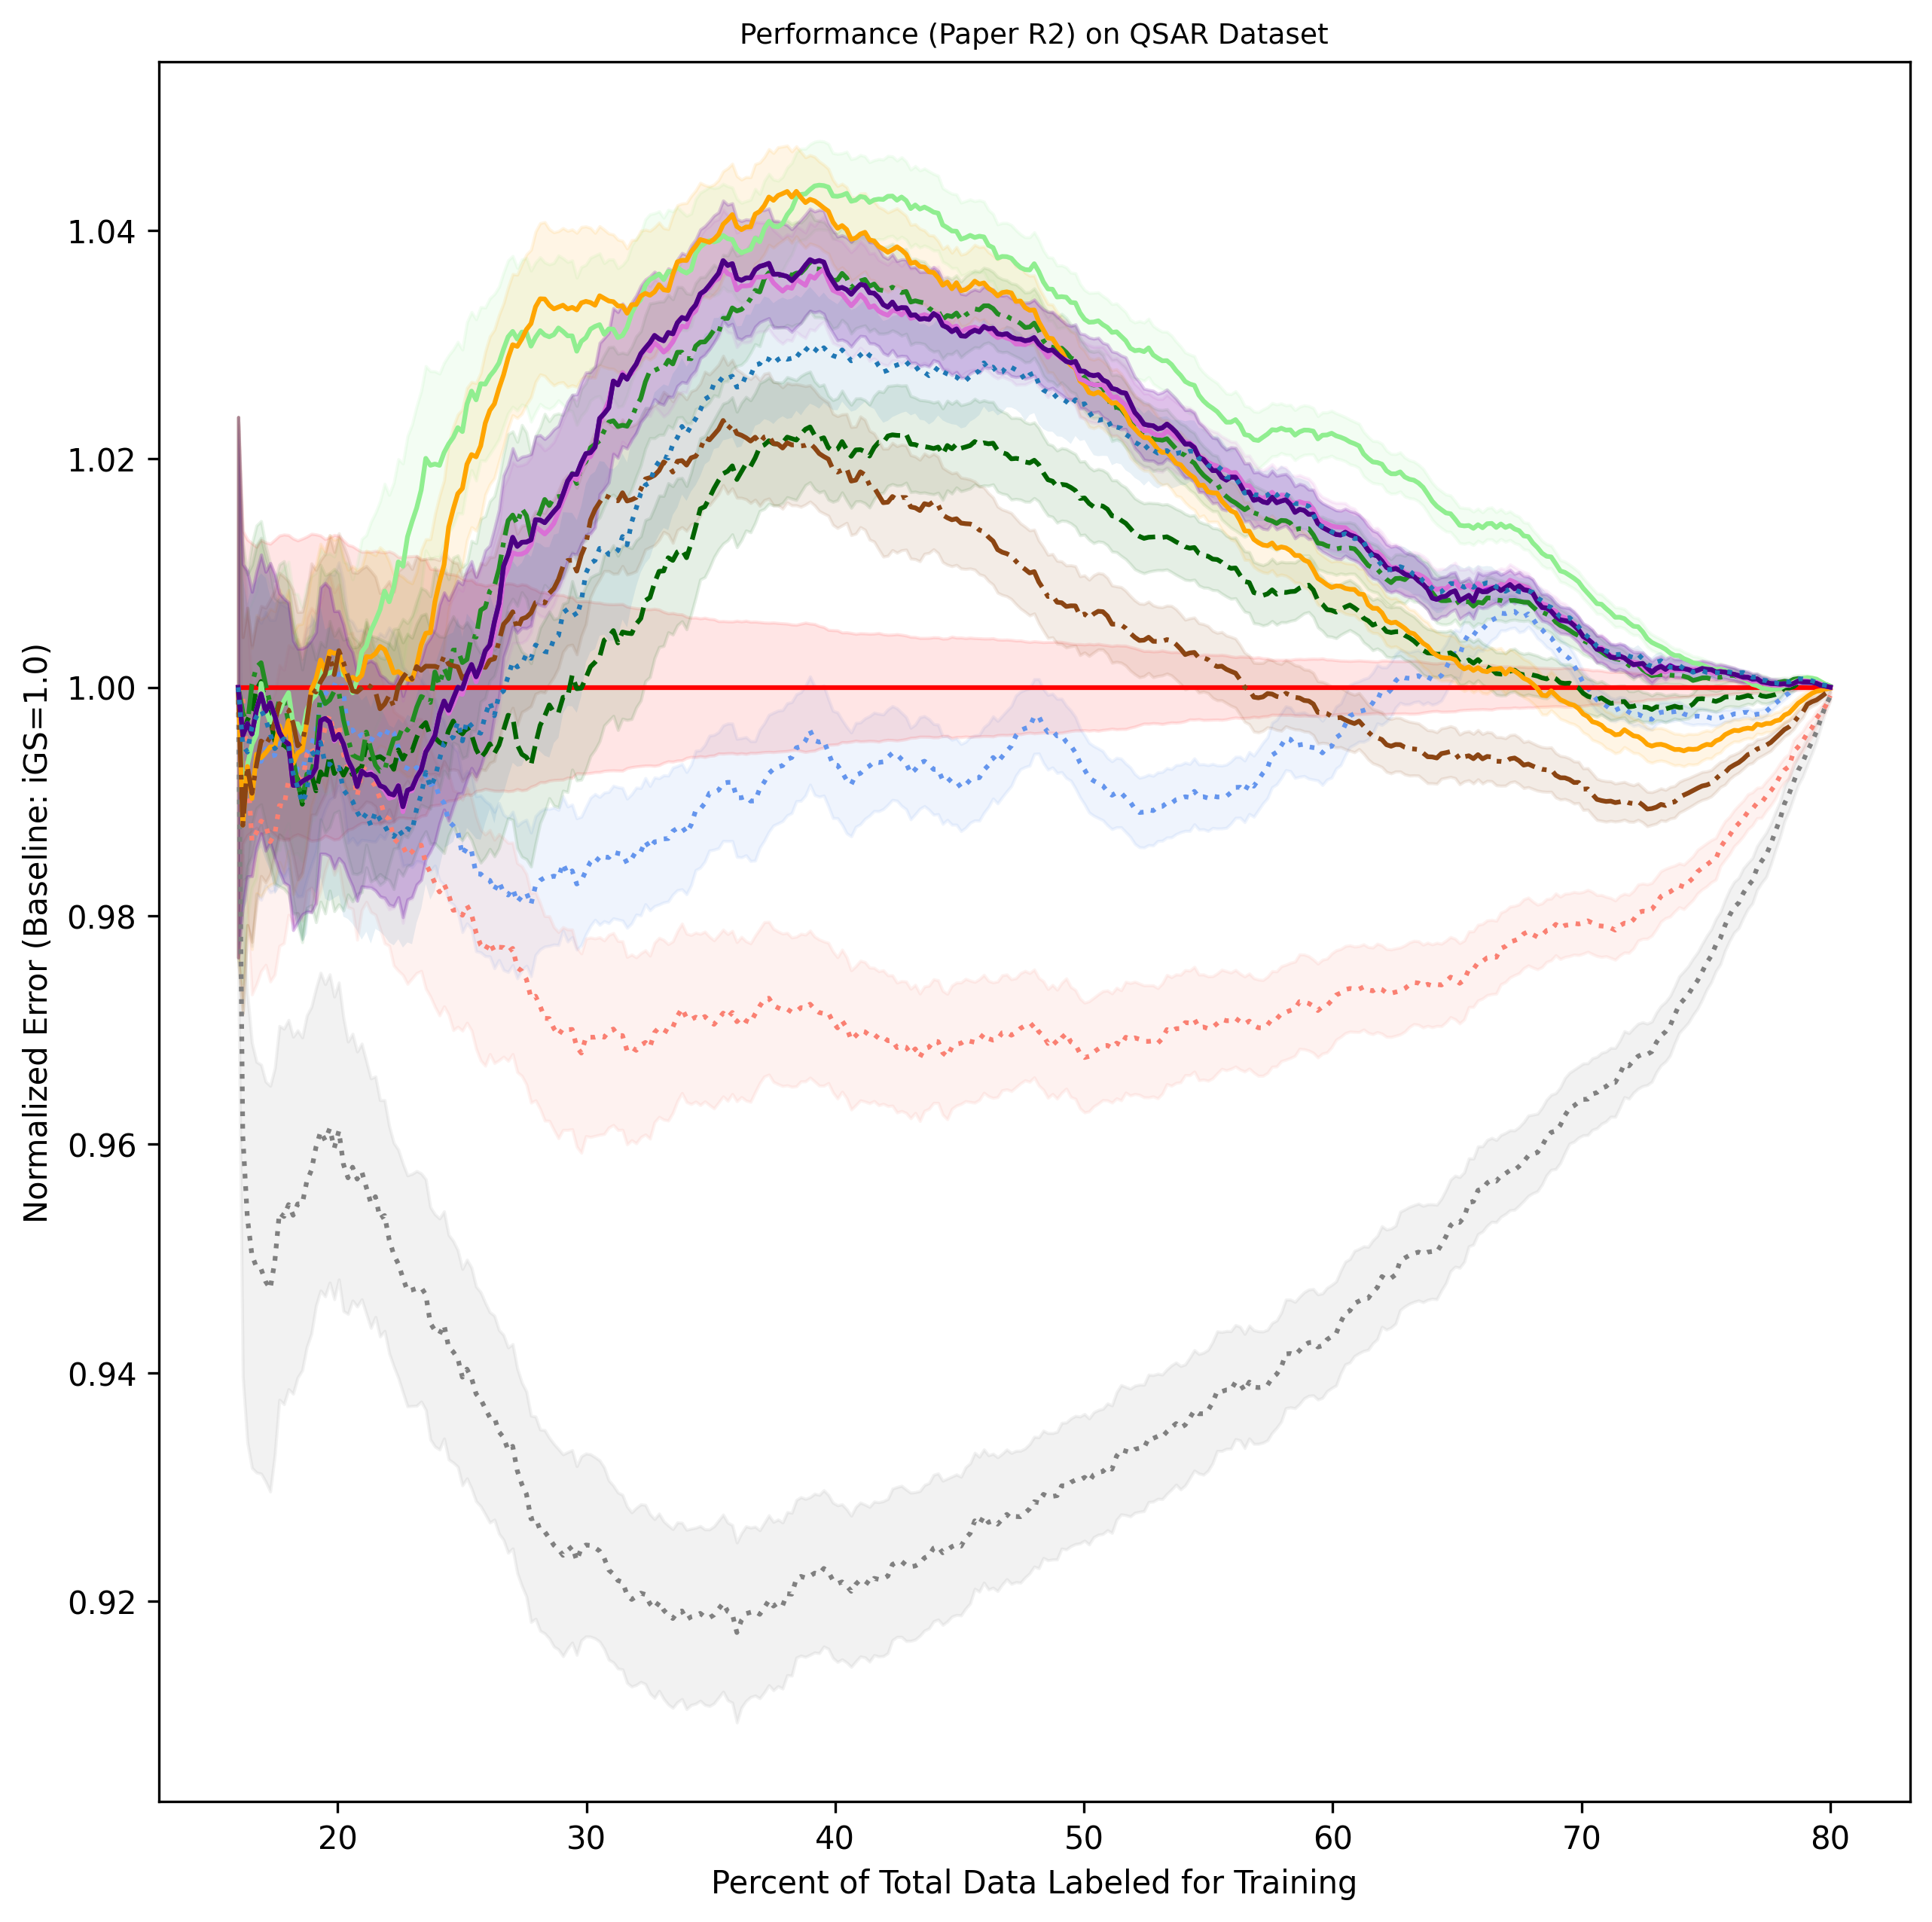 Performance (Paper R2) on QSAR Dataset
Normalized Error (Baseline: iGS=1.0)
1.04
1.02
1.00
0.98
0.96
0.94
0.92
20 30 40 50 60 70 80
Percent of Total Data Labeled for Training